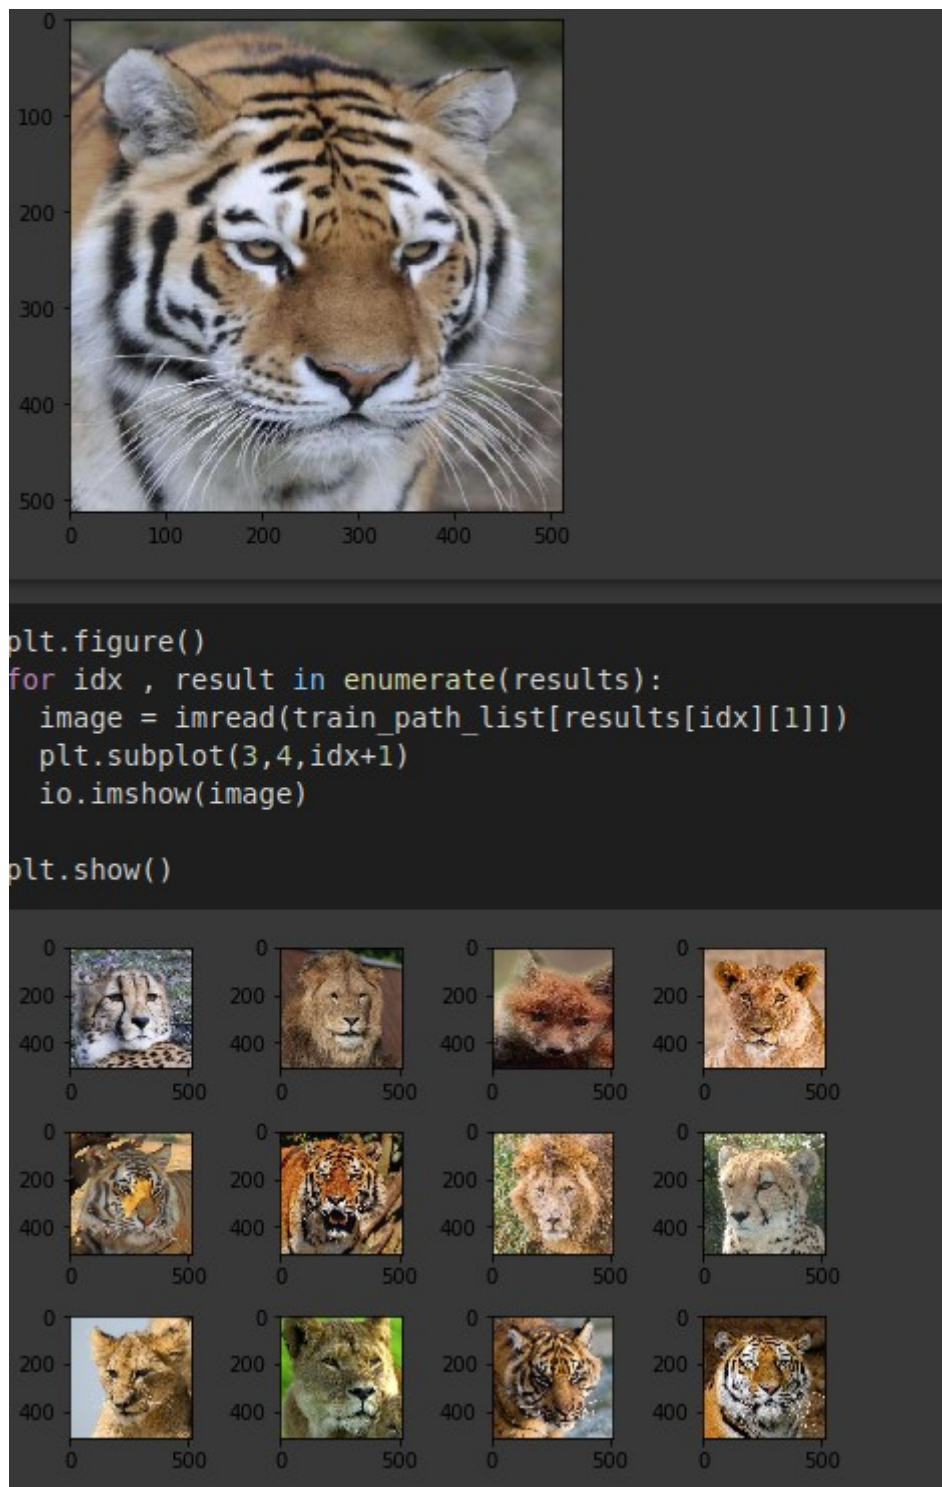 0
100
200
300
400
500
0 100 200 300 400 500
plt.figure()
for idx , result in enumerate(results):
  image = imread(train_path_list[results[idx][1]])
  plt.subplot(3,4,idx+1)
  io.imshow(image)
plt.show()
0 0 0 0
200 200 200 200
400 400 400 400
0 500 0 500 0 500 0 500
0 0 0 0
200 200 200 200
400 400 400 400
0 500 0 500 0 500 0 500
0 0 0 0
200 200 200 200
400 400 400 400
0 500 0 500 0 500 0 500